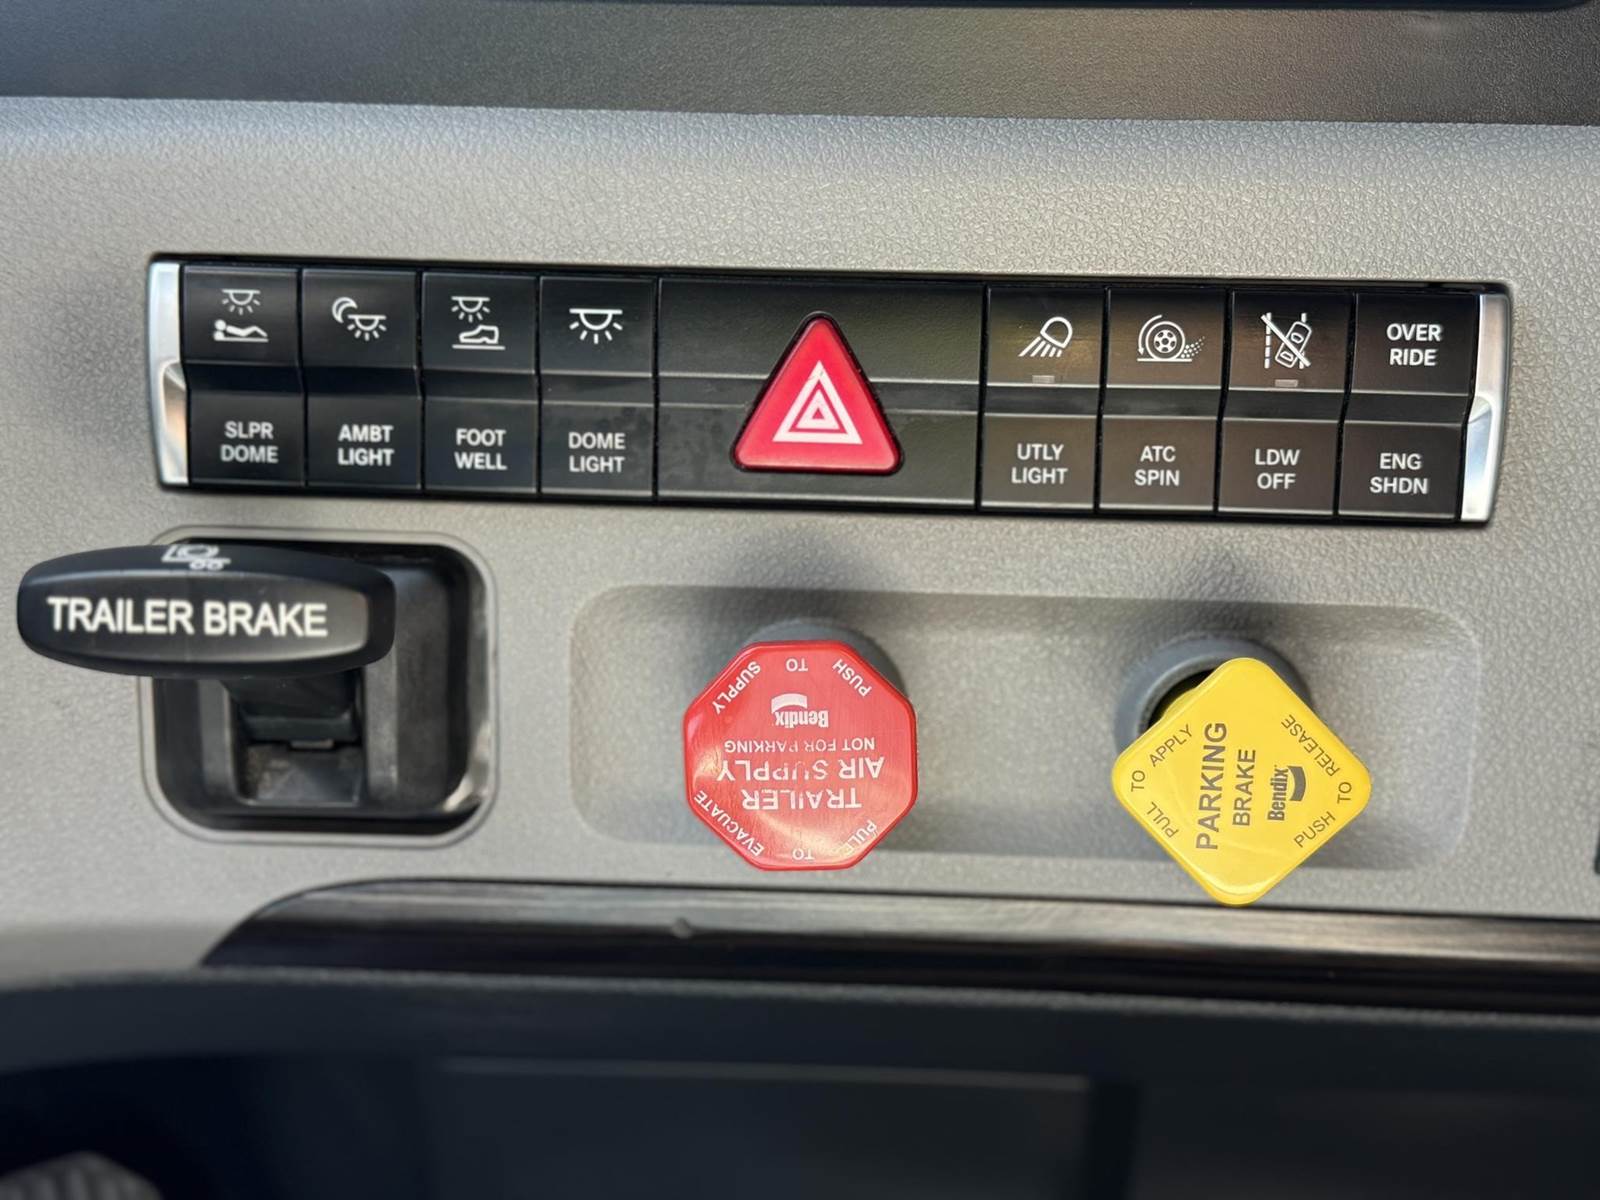 SLPR
DOME
AMBT
LIGHT
FOOT
WELL
DOME
LIGHT
UTLY
LIGHT
ATC
SPIN
LDW
OFF
OVER
RIDE
ENG
SHDN
TRAILER BRAKE
PULL TO EVACUATE
TRAILER
AIR SUPPLY
NOT FOR PARKING
Bendix
PUSH TO SUPPLY
PULL TO APPLY
PARKING
BRAKE
Bendix
PUSH TO RELEASE